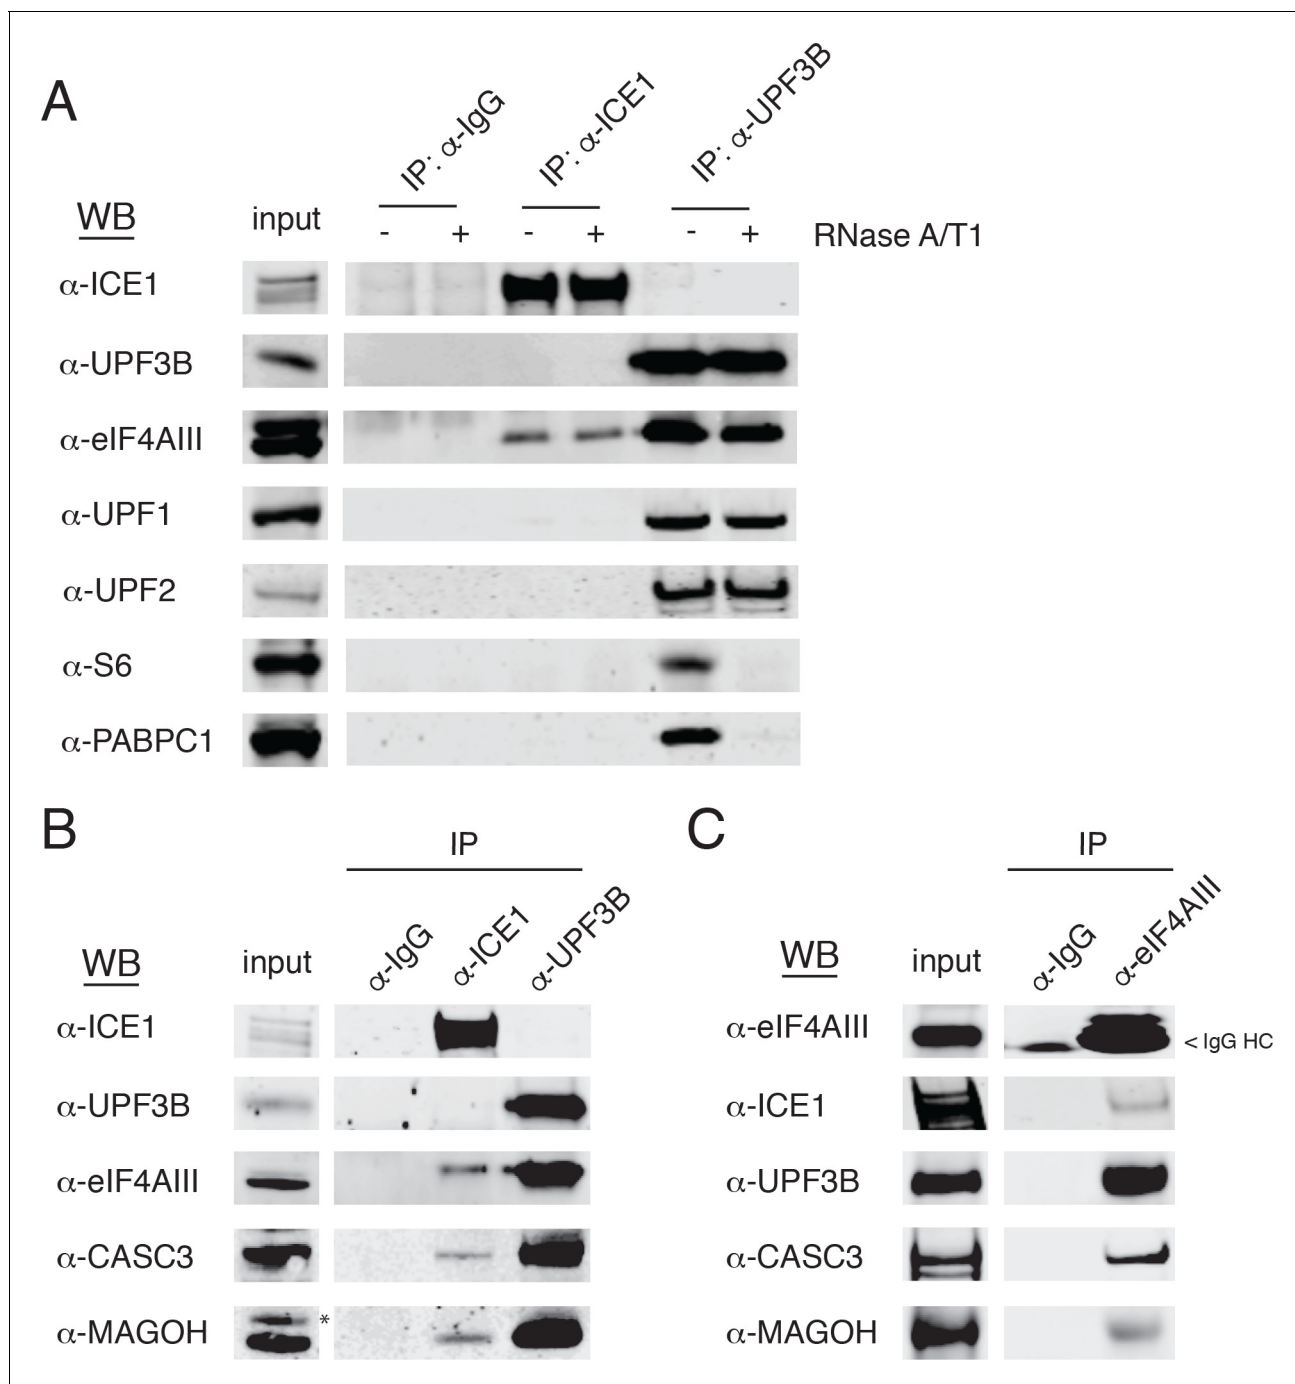 A
IP: α-IgG
IP: α-ICE1
IP: α-UPF3B
WB
input
- + - + - + RNase A/T1
α-ICE1
α-UPF3B
α-eIF4AIII
α-UPF1
α-UPF2
α-S6
α-PABPC1
B
IP
WB
input
α-IgG
α-ICE1
α-UPF3B
α-ICE1
α-UPF3B
α-eIF4AIII
α-CASC3
α-MAGOH
*
C
IP
WB
input
α-IgG
α-eIF4AIII
α-eIF4AIII
< IgG HC
α-ICE1
α-UPF3B
α-CASC3
α-MAGOH